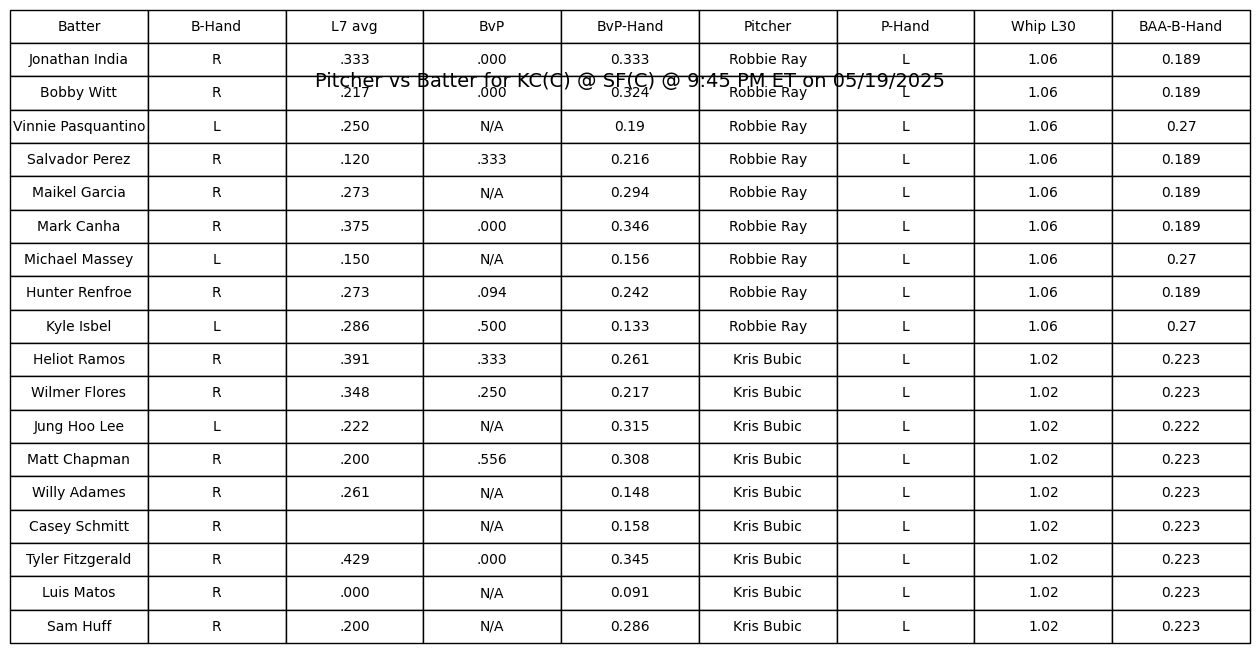 Batter B-Hand L7 avg BvP BvP-Hand Pitcher P-Hand Whip L30 BAA-B-Hand
Jonathan India R .333 .000 0.333 Robbie Ray L 1.06 0.189
Pitcher vs Batter for KC(C) @ SF(C) @ 9:45 PM ET on 05/19/2025
Bobby Witt R .217 .000 0.324 Robbie Ray L 1.06 0.189
Vinnie Pasquantino L .250 N/A 0.19 Robbie Ray L 1.06 0.27
Salvador Perez R .120 .333 0.216 Robbie Ray L 1.06 0.189
Maikel Garcia R .273 N/A 0.294 Robbie Ray L 1.06 0.189
Mark Canha R .375 .000 0.346 Robbie Ray L 1.06 0.189
Michael Massey L .150 N/A 0.156 Robbie Ray L 1.06 0.27
Hunter Renfroe R .273 .094 0.242 Robbie Ray L 1.06 0.189
Kyle Isbel L .286 .500 0.133 Robbie Ray L 1.06 0.27
Heliot Ramos R .391 .333 0.261 Kris Bubic L 1.02 0.223
Wilmer Flores R .348 .250 0.217 Kris Bubic L 1.02 0.223
Jung Hoo Lee L .222 N/A 0.315 Kris Bubic L 1.02 0.222
Matt Chapman R .200 .556 0.308 Kris Bubic L 1.02 0.223
Willy Adames R .261 N/A 0.148 Kris Bubic L 1.02 0.223
Casey Schmitt R N/A 0.158 Kris Bubic L 1.02 0.223
Tyler Fitzgerald R .429 .000 0.345 Kris Bubic L 1.02 0.223
Luis Matos R .000 N/A 0.091 Kris Bubic L 1.02 0.223
Sam Huff R .200 N/A 0.286 Kris Bubic L 1.02 0.223